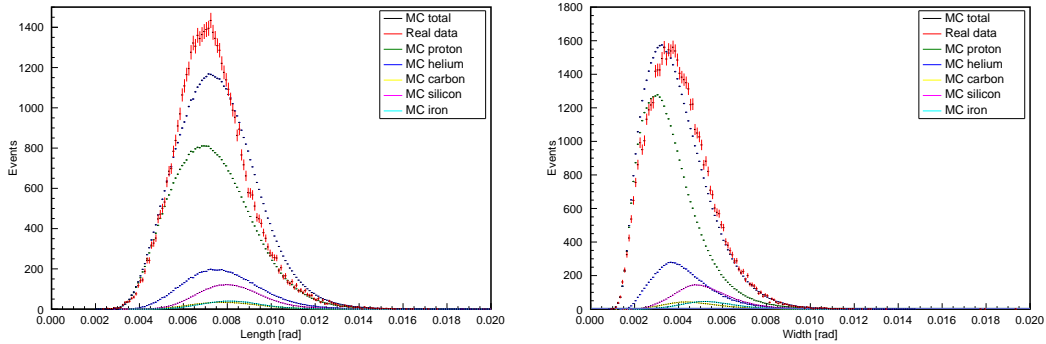 1400
1200
1000
800
600
400
200
0
Events
0.000 0.002 0.004 0.006 0.008 0.010 0.012 0.014 0.016 0.018 0.020
Length [rad]
MC total
Real data
MC proton
MC helium
MC carbon
MC silicon
MC iron
1800
1600
1400
1200
1000
800
600
400
200
0
Events
0.000 0.002 0.004 0.006 0.008 0.010 0.012 0.014 0.016 0.018 0.020
Width [rad]
MC total
Real data
MC proton
MC helium
MC carbon
MC silicon
MC iron